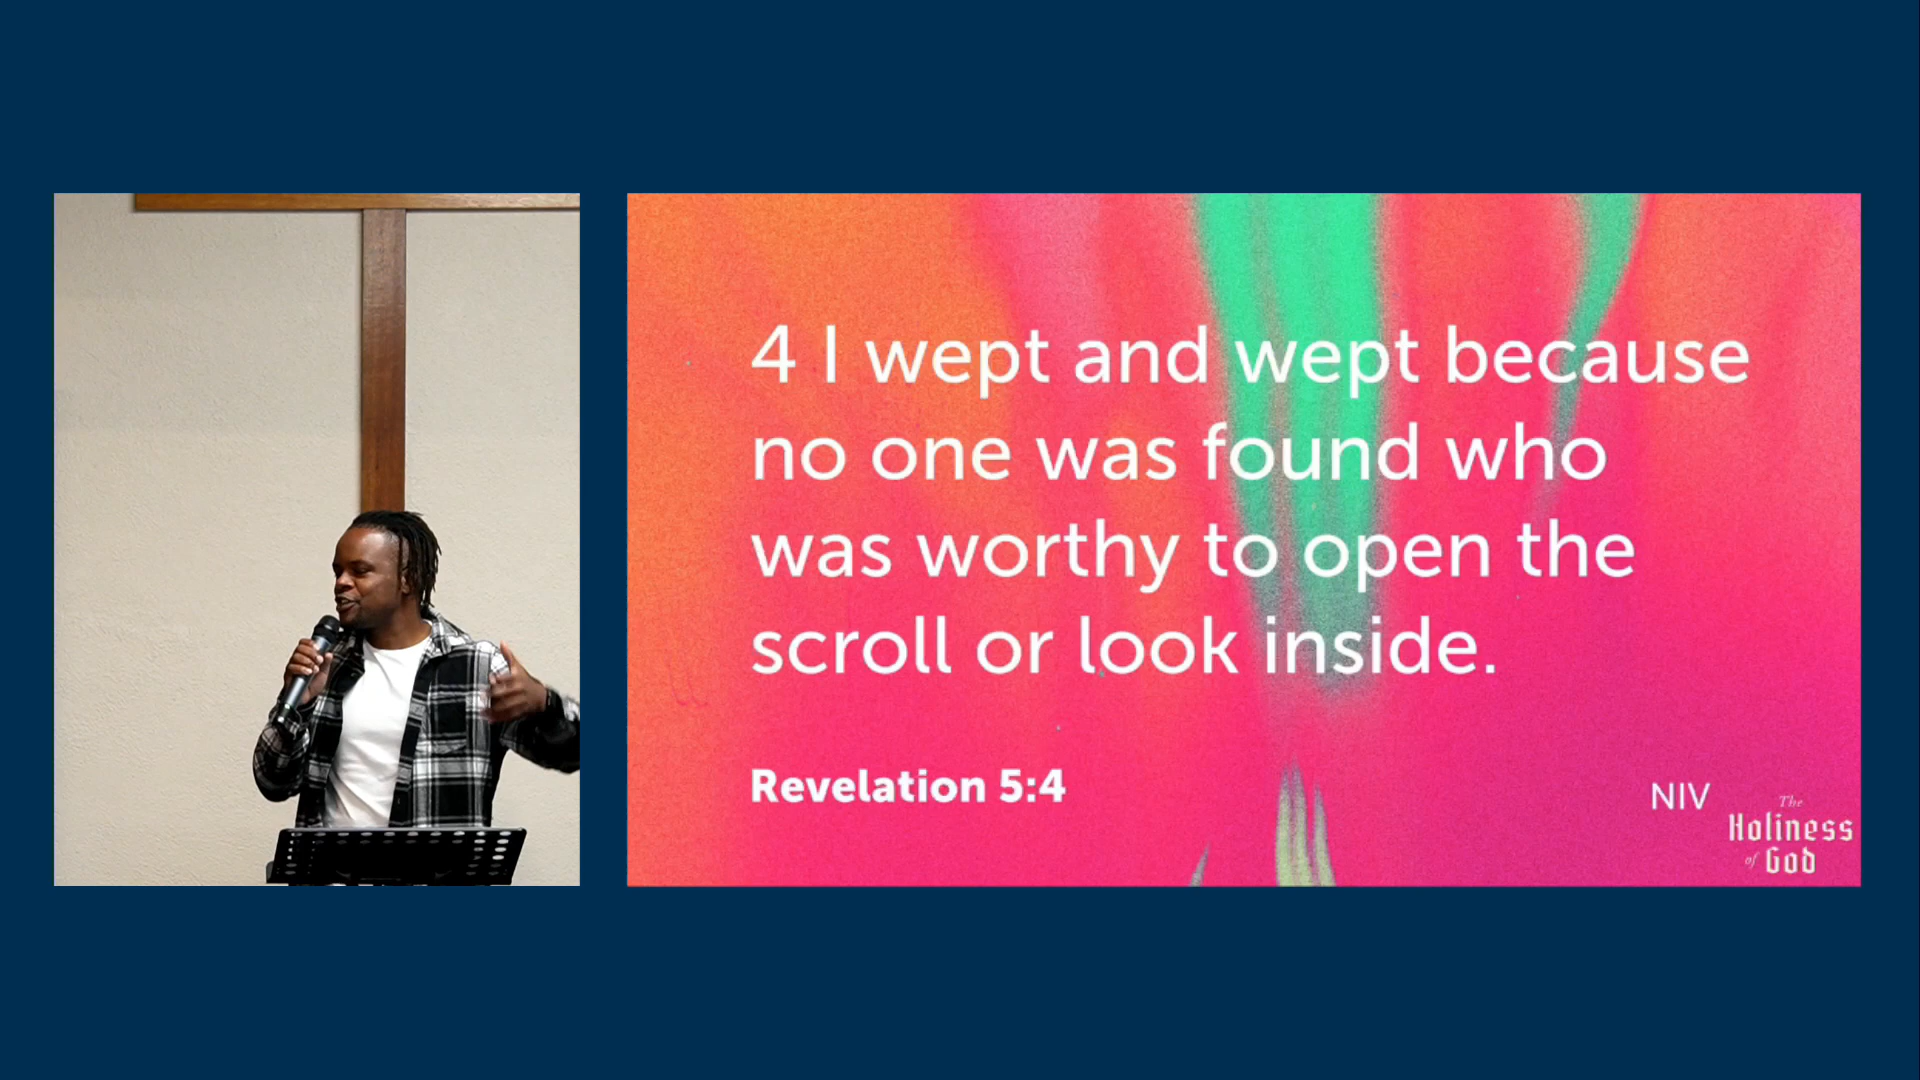 4 I wept and wept because
no one was found who
was worthy to open the
scroll or look inside.
Revelation 5:4
NIV
The
Holiness
of God